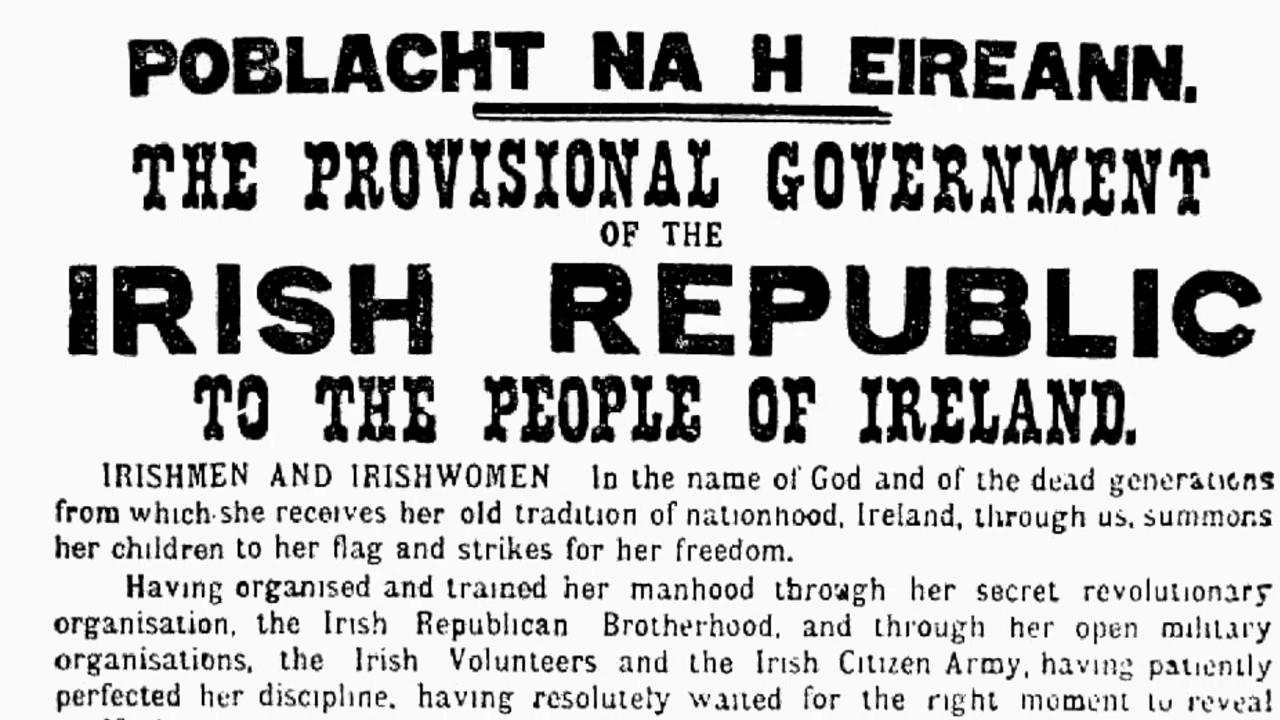 POBLACHT NA H EIREANN.
THE PROVISIONAL GOVERNMENT
OF THE
IRISH REPUBLIC
TO THE PEOPLE OF IRELAND.
IRISHMEN AND IRISHWOMEN In the name of God and of the dead generations
from which she receives her old tradition of nationhood, Ireland, through us, summons
her children to her flag and strikes for her freedom.
Having organised and trained her manhood through her secret revolutionary
organisation, the Irish Republican Brotherhood, and through her open military
organisations, the Irish Volunteers and the Irish Citizen Army, having patiently
perfected her discipline, having resolutely waited for the right moment to reveal